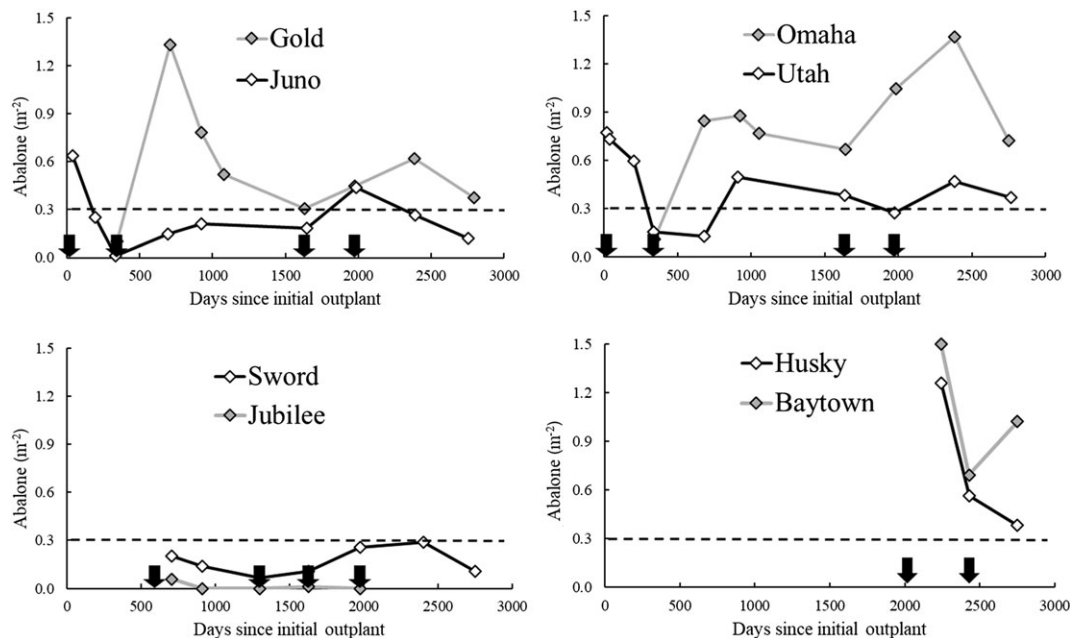 1.5
1.2
0.9
0.6
0.3
0.0
Abalone (m⁻²)
Gold
Juno
0 500 1000 1500 2000 2500 3000
Days since initial outplant
1.5
1.2
0.9
0.6
0.3
0.0
Abalone (m⁻²)
Omaha
Utah
0 500 1000 1500 2000 2500 3000
Days since initial outplant
1.5
1.2
0.9
0.6
0.3
0.0
Abalone (m⁻²)
Sword
Jubilee
0 500 1000 1500 2000 2500 3000
Days since initial outplant
1.5
1.2
0.9
0.6
0.3
0.0
Abalone (m⁻²)
Husky
Baytown
0 500 1000 1500 2000 2500 3000
Days since initial outplant